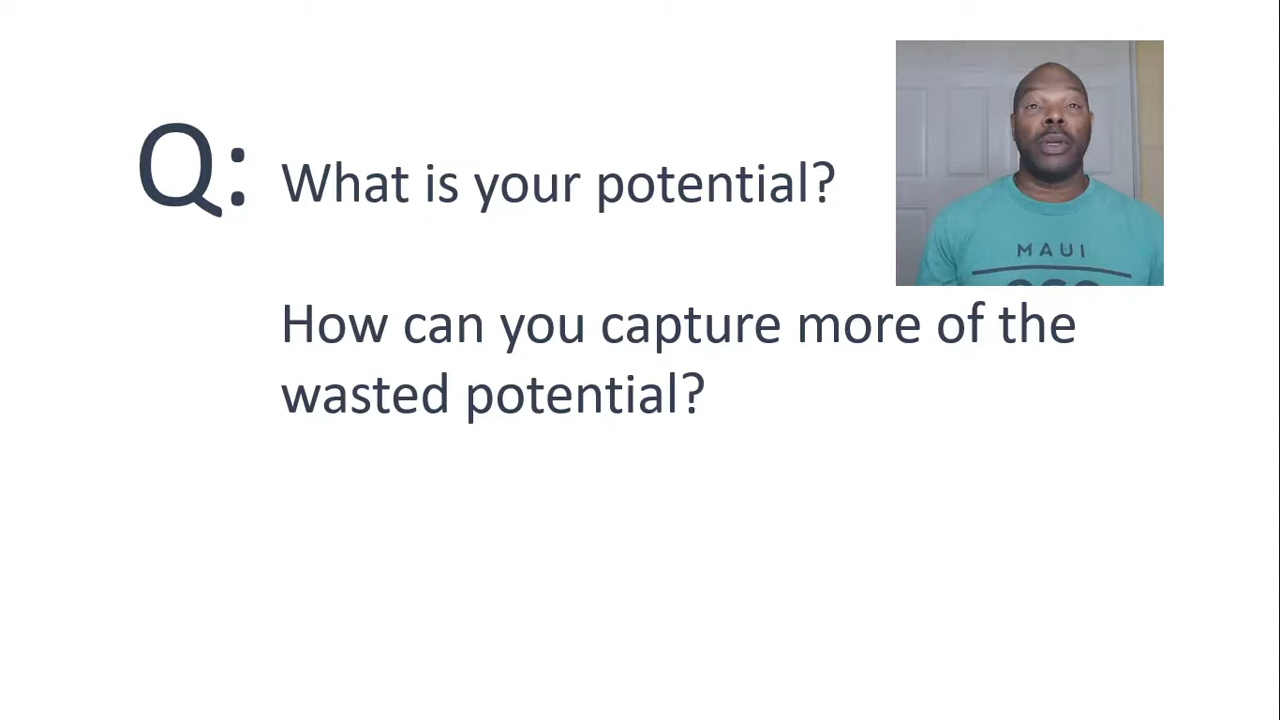 Q: What is your potential?
How can you capture more of the
wasted potential?
MAUI